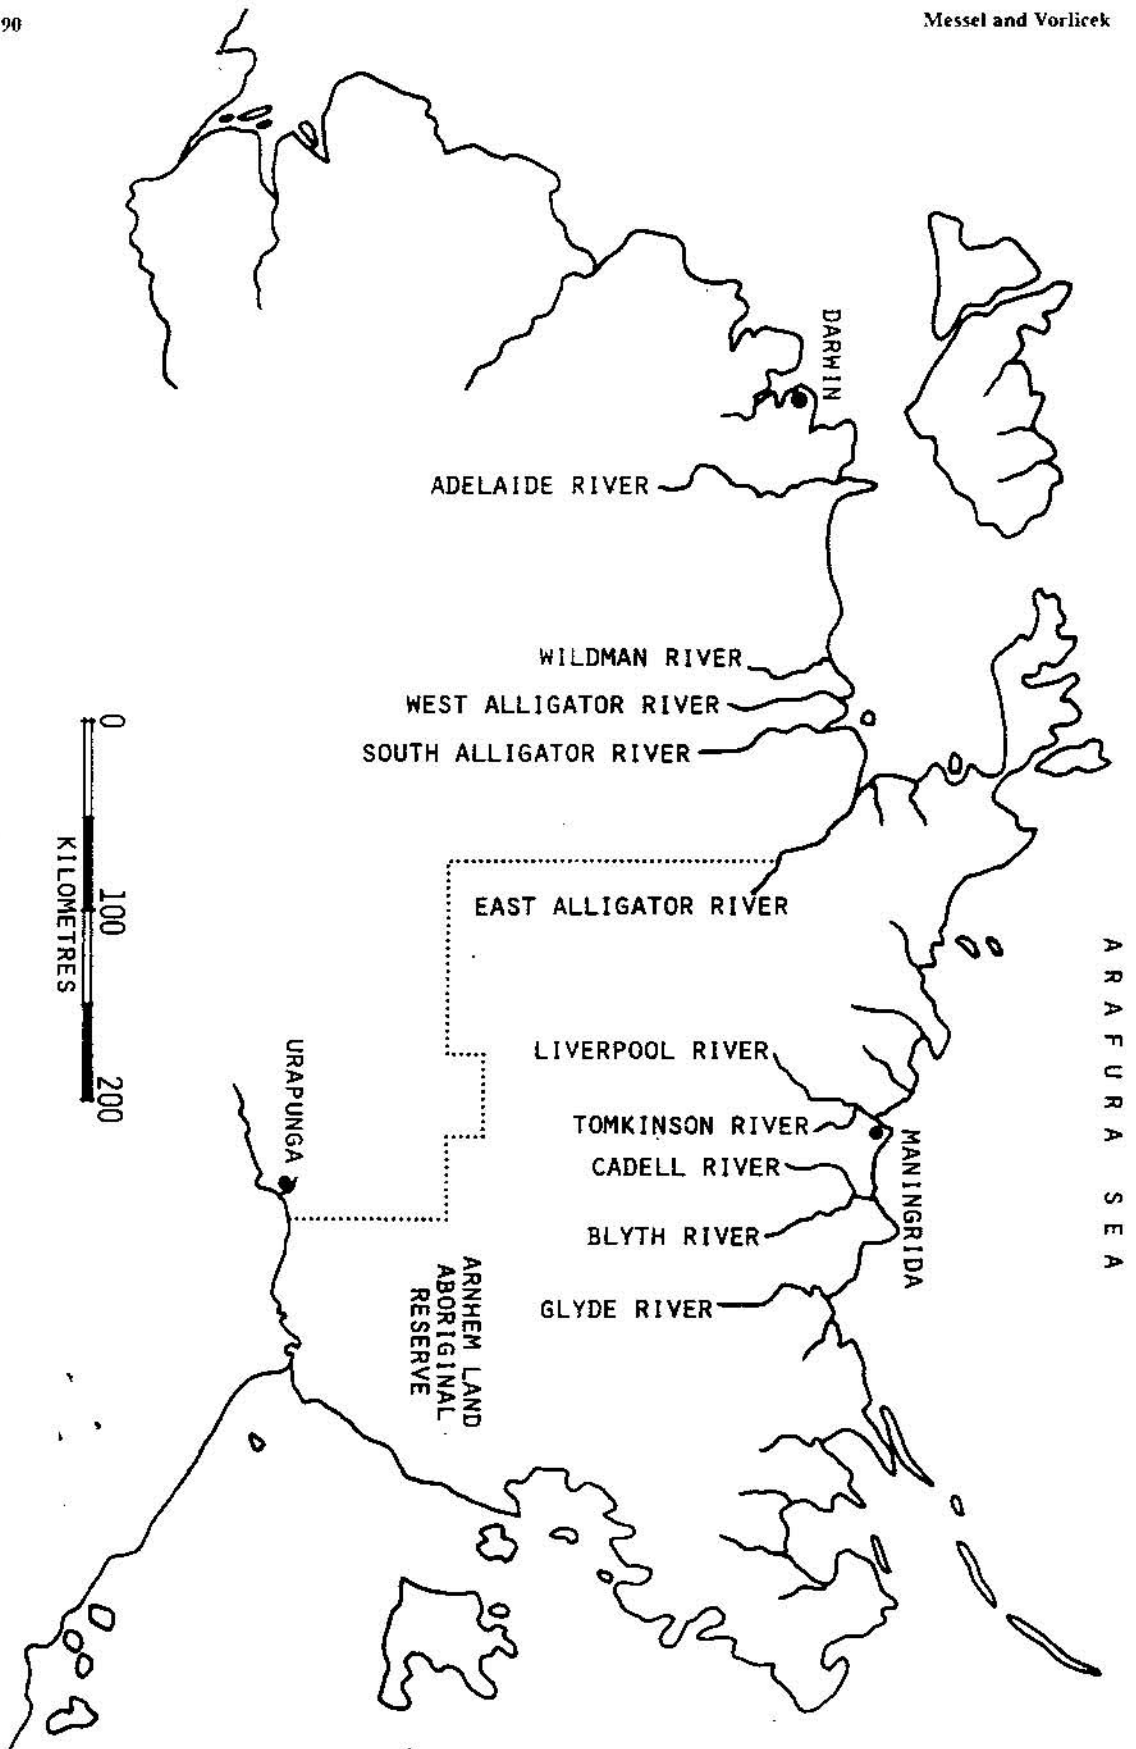 90
Messel and Vorlicek
DARWIN
ADELAIDE RIVER
WILDMAN RIVER
WEST ALLIGATOR RIVER
SOUTH ALLIGATOR RIVER
EAST ALLIGATOR RIVER
ARAFURA SEA
LIVERPOOL RIVER
TOMKINSON RIVER
CADELL RIVER
MANINGRIDA
BLYTH RIVER
GLYDE RIVER
ARNHEM LAND
ABORIGINAL
RESERVE
URAPUNGA
0 100 200
KILOMETRES